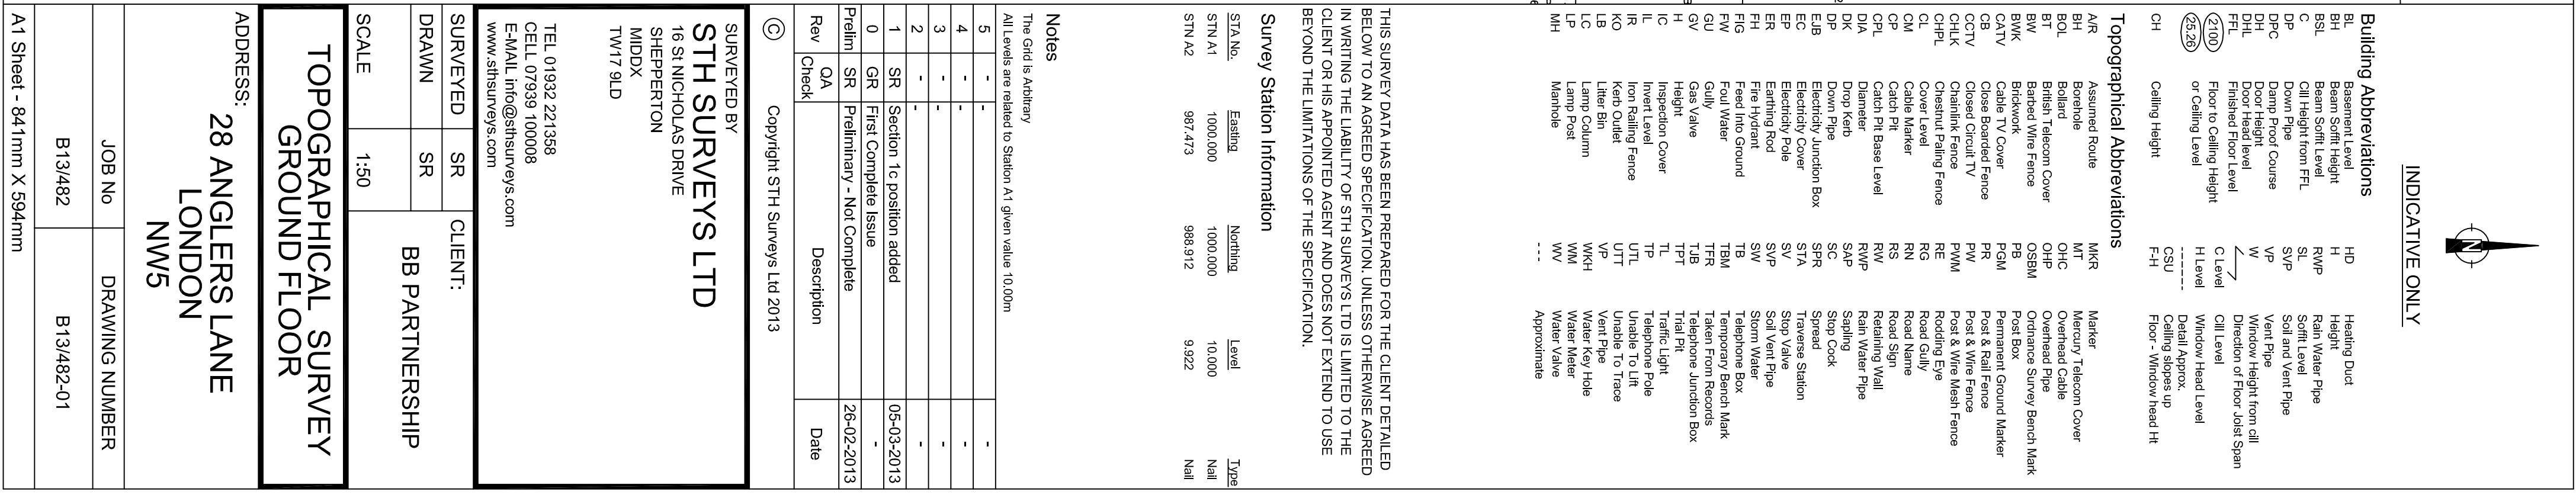 INDICATIVE ONLY
N
Building Abbreviations
BL Basement Level HD Heating Duct
BH Beam Soffit Height H Height
BSL Beam Soffit Level RWP Rain Water Pipe
C Cill Height from FFL SL Soffit Level
DP Down Pipe SVP Soil and Vent Pipe
DPC Damp Proof Course VP Vent Pipe
DH Door Height W Window Height from cill
DHL Door Head level Direction of Floor Joist Span
FFL Finished Floor Level C Level Cill Level
2100 Floor to Ceiling Height H Level Window Head Level
25.26 or Ceiling Level ------ Detail Approx.
CSU Ceiling slopes up
CH Ceiling Height F-H Floor - Window head Ht
Topographical Abbreviations
A/R Assumed Route MKR Marker
BH Borehole MT Mercury Telecom Cover
BOL Bollard OHC Overhead Cable
BT British Telecom Cover OHP Overhead Pipe
BW Barbed Wire Fence OSBM Ordnance Survey Bench Mark
BWK Brickwork PB Post Box
CATV Cable TV Cover PGM Permanent Ground Marker
CB Close Boarded Fence PR Post & Rail Fence
CCTV Closed Circuit TV PW Post & Wire Fence
CHLK Chainlink Fence PWM Post & Wire Mesh Fence
CHPL Chestnut Paling Fence RE Rodding Eye
CL Cover Level RG Road Gully
CM Cable Marker RN Road Name
CP Catch Pit RS Road Sign
CPL Catch Pit Base Level RW Retaining Wall
DIA Diameter RWP Rain Water Pipe
DK Drop Kerb SAP Sapling
DP Down Pipe SC Stop Cock
EJB Electricity Junction Box SPR Spread
EC Electricity Cover STA Traverse Station
EP Electricity Pole SV Stop Valve
ER Earthing Rod SVP Soil Vent Pipe
FH Fire Hydrant SW Storm Water
FIG Feed Into Ground TB Telephone Box
FW Foul Water TBM Temporary Bench Mark
GU Gully TFR Taken From Records
GV Gas Valve TJB Telephone Junction Box
H Height TPT Trial Pit
IC Inspection Cover TL Traffic Light
IL Invert Level TP Telephone Pole
IR Iron Railing Fence UTL Unable To Lift
KO Kerb Outlet UTT Unable To Trace
LB Litter Bin VP Vent Pipe
LC Lamp Column WKH Water Key Hole
LP Lamp Post WM Water Meter
MH Manhole WV Water Valve
--- Approximate
THIS SURVEY DATA HAS BEEN PREPARED FOR THE CLIENT DETAILED
BELOW TO AN AGREED SPECIFICATION. UNLESS OTHERWISE AGREED
IN WRITING THE LIABILITY OF STH SURVEYS LTD IS LIMITED TO THE
CLIENT OR HIS APPOINTED AGENT AND DOES NOT EXTEND TO USE
BEYOND THE LIMITATIONS OF THE SPECIFICATION.
Survey Station Information
STA No. Easting Northing Level Type
STN A1 1000.000 1000.000 10.000 Nail
STN A2 987.473 988.912 9.922 Nail
Notes
The Grid is Arbitrary
All Levels are related to Station A1 given value 10.00m
5 - - -
4 - - -
3 - - -
2 - - -
1 SR Section 1c position added 05-03-2013
0 GR First Complete Issue -
Prelim SR Preliminary - Not Complete 26-02-2013
Rev QA Check Description Date
© Copyright STH Surveys Ltd 2013
SURVEYED BY
STH SURVEYS LTD
16 St NICHOLAS DRIVE
SHEPPERTON
MIDDX
TW17 9LD
TEL 01932 221358
CELL 07939 100008
E-MAIL info@sthsurveys.com
www.sthsurveys.com
SURVEYED SR CLIENT:
DRAWN SR BB PARTNERSHIP
SCALE 1:50
TOPOGRAPHICAL SURVEY
GROUND FLOOR
ADDRESS:
28 ANGLERS LANE
LONDON
NW5
JOB No DRAWING NUMBER
B13/482 B13/482-01
A1 Sheet - 841mm X 594mm